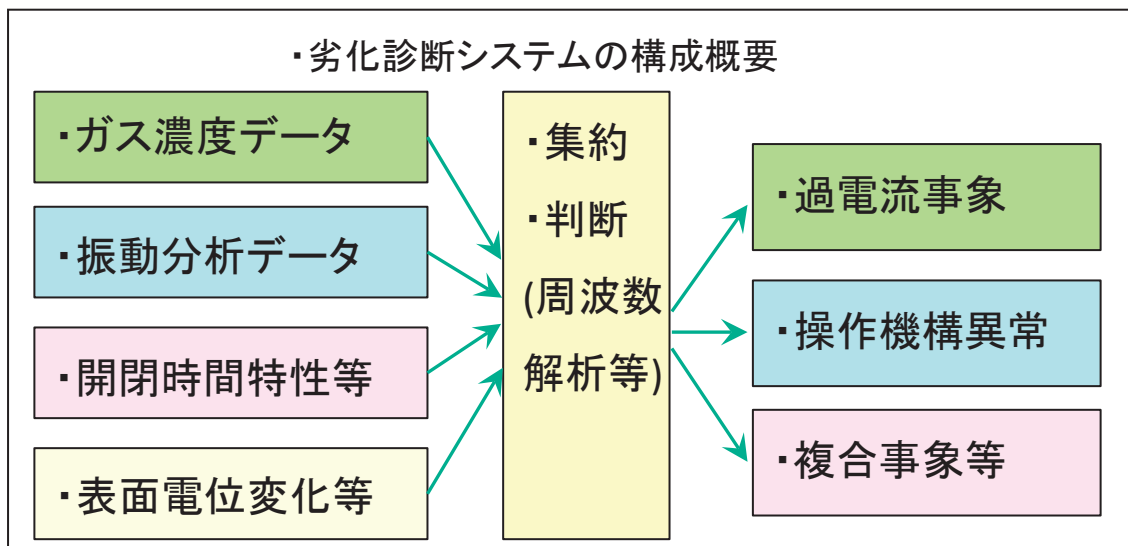 ・劣化診断システムの構成概要
・ガス濃度データ
・振動分析データ
・開閉時間特性等
・表面電位変化等
・集約
・判断
(周波数
解析等)
・過電流事象
・操作機構異常
・複合事象等